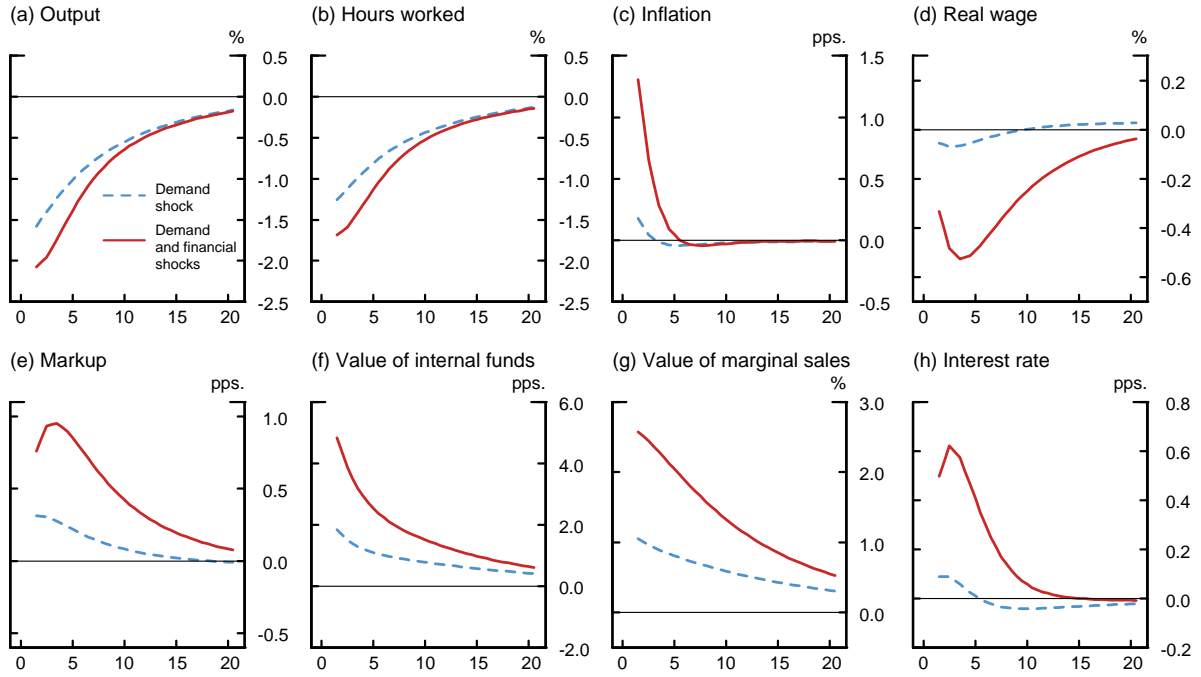 (a) Output
%
0.5
0.0
-0.5
-1.0
-1.5
-2.0
-2.5
0 5 10 15 20
Demand
shock
Demand
and financial
shocks
(b) Hours worked
%
0.5
0.0
-0.5
-1.0
-1.5
-2.0
-2.5
0 5 10 15 20
(c) Inflation
pps.
1.5
1.0
0.5
0.0
-0.5
0 5 10 15 20
(d) Real wage
%
0.2
0.0
-0.2
-0.4
-0.6
0 5 10 15 20
(e) Markup
pps.
1.0
0.5
0.0
-0.5
0 5 10 15 20
(f) Value of internal funds
pps.
6.0
4.0
2.0
0.0
-2.0
0 5 10 15 20
(g) Value of marginal sales
%
3.0
2.0
1.0
0.0
0 5 10 15 20
(h) Interest rate
pps.
0.8
0.6
0.4
0.2
0.0
-0.2
0 5 10 15 20